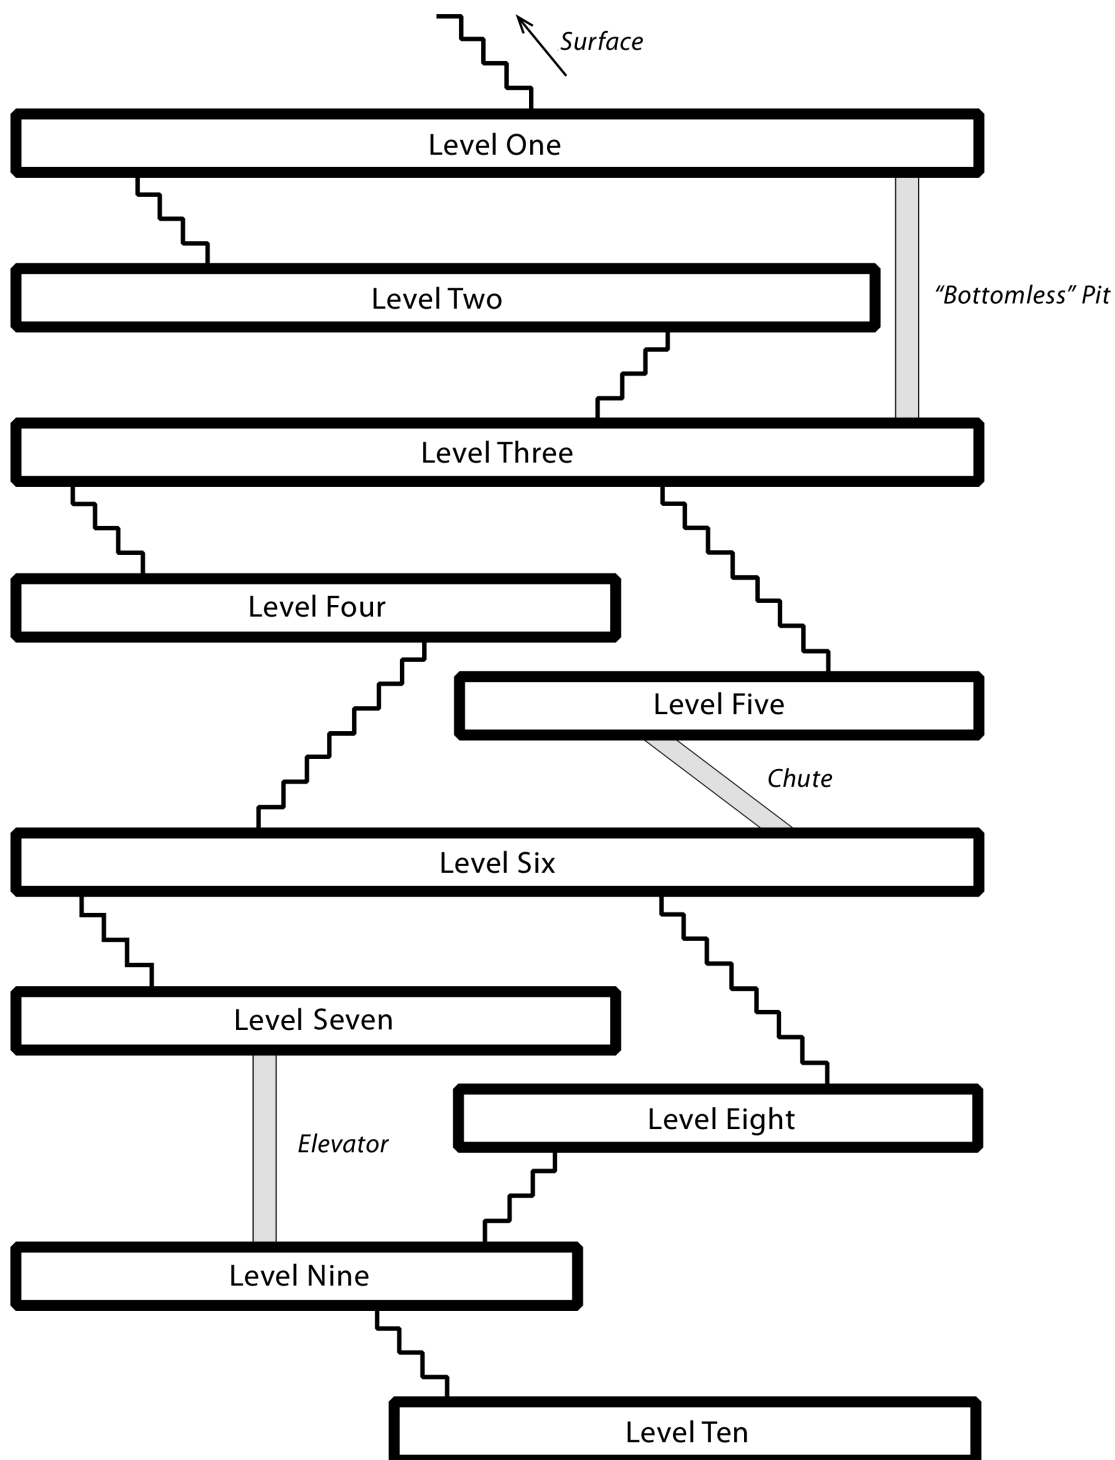 Surface
Level One
Level Two
“Bottomless” Pit
Level Three
Level Four
Level Five
Chute
Level Six
Level Seven
Level Eight
Elevator
Level Nine
Level Ten